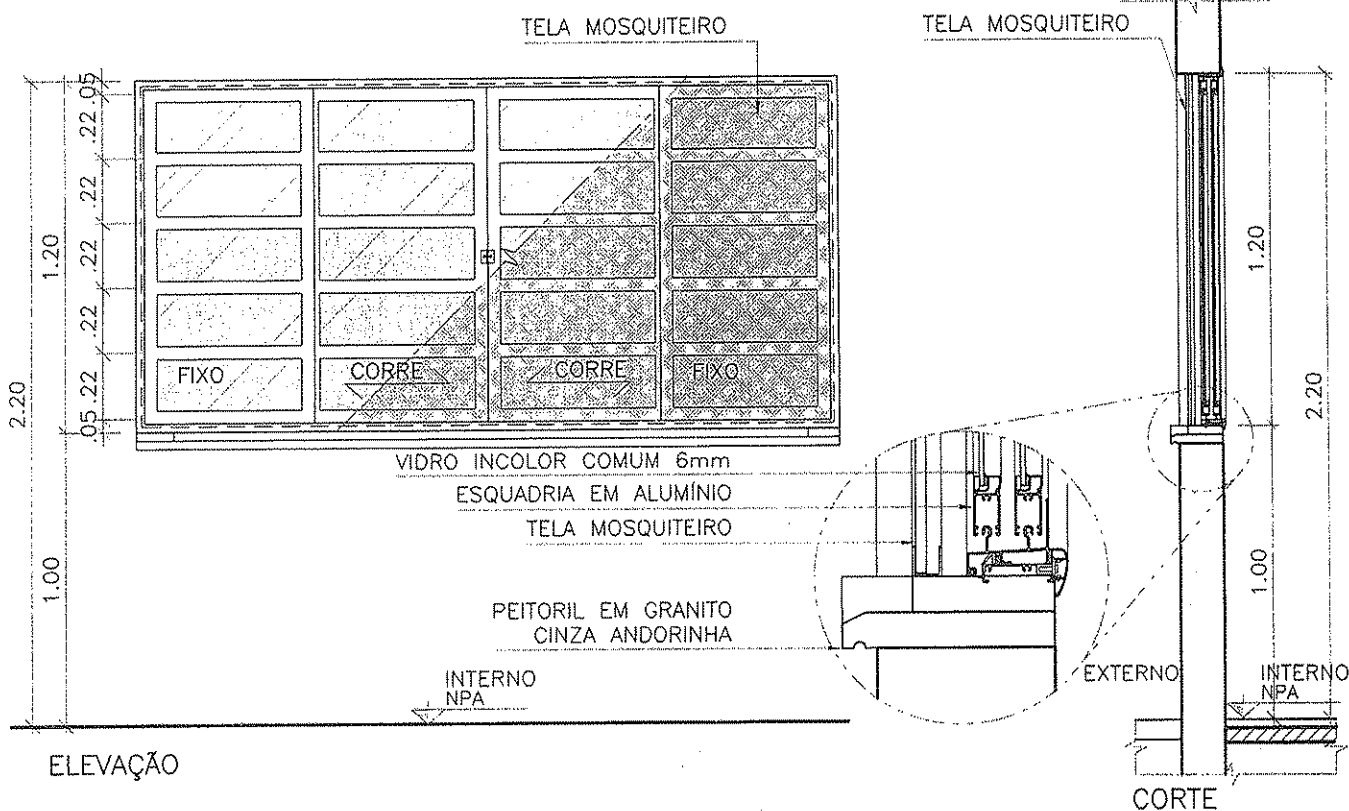 TELA MOSQUITEIRO
TELA MOSQUITEIRO
.05
.22
.22
.22
.22
.22
.05
1.20
2.20
1.00
FIXO
CORRE
CORRE
FIXO
VIDRO INCOLOR COMUM 6mm
ESQUADRIA EM ALUMÍNIO
TELA MOSQUITEIRO
PEITORIL EM GRANITO
CINZA ANDORINHA
INTERNO
NPA
ELEVAÇÃO
1.20
2.20
1.00
EXTERNO
INTERNO
NPA
CORTE